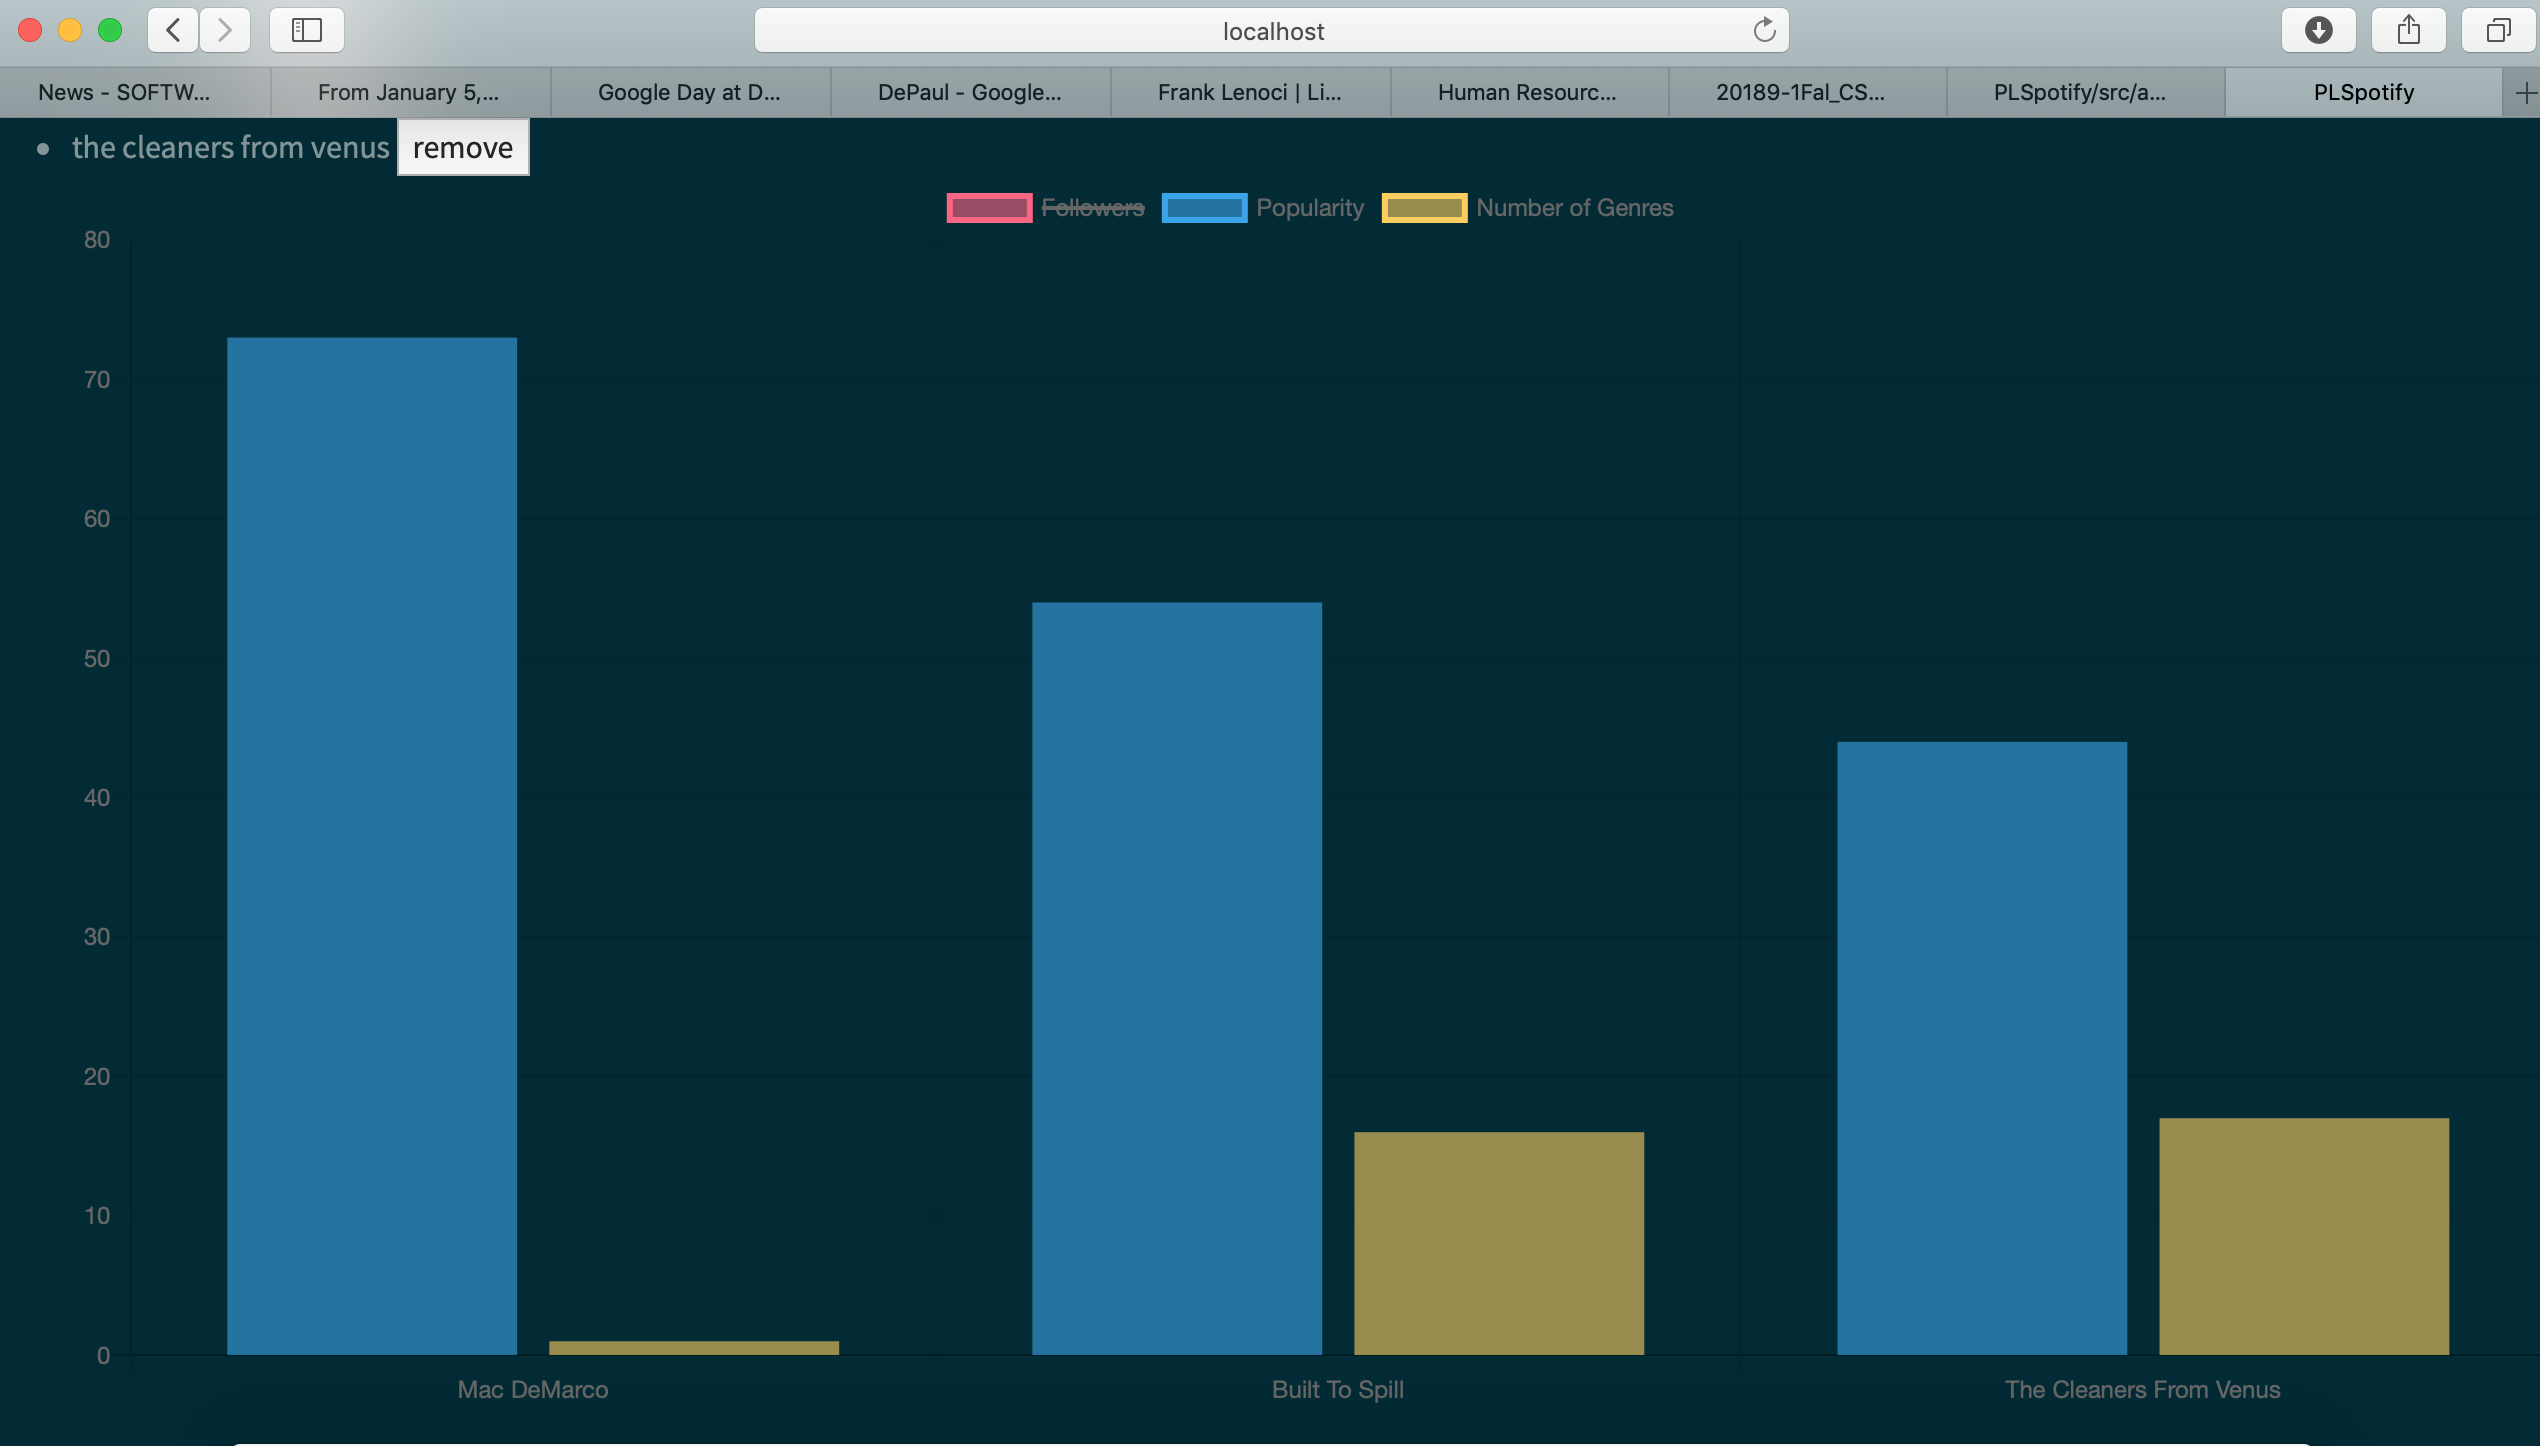 localhost
News - SOFTW...
From January 5,...
Google Day at D...
DePaul - Google...
Frank Lenoci | Li...
Human Resourc...
20189-1Fal_CS...
PLSpotify/src/a...
PLSpotify
the cleaners from venus remove
Followers Popularity Number of Genres
80
70
60
50
40
30
20
10
0
Mac DeMarco Built To Spill The Cleaners From Venus